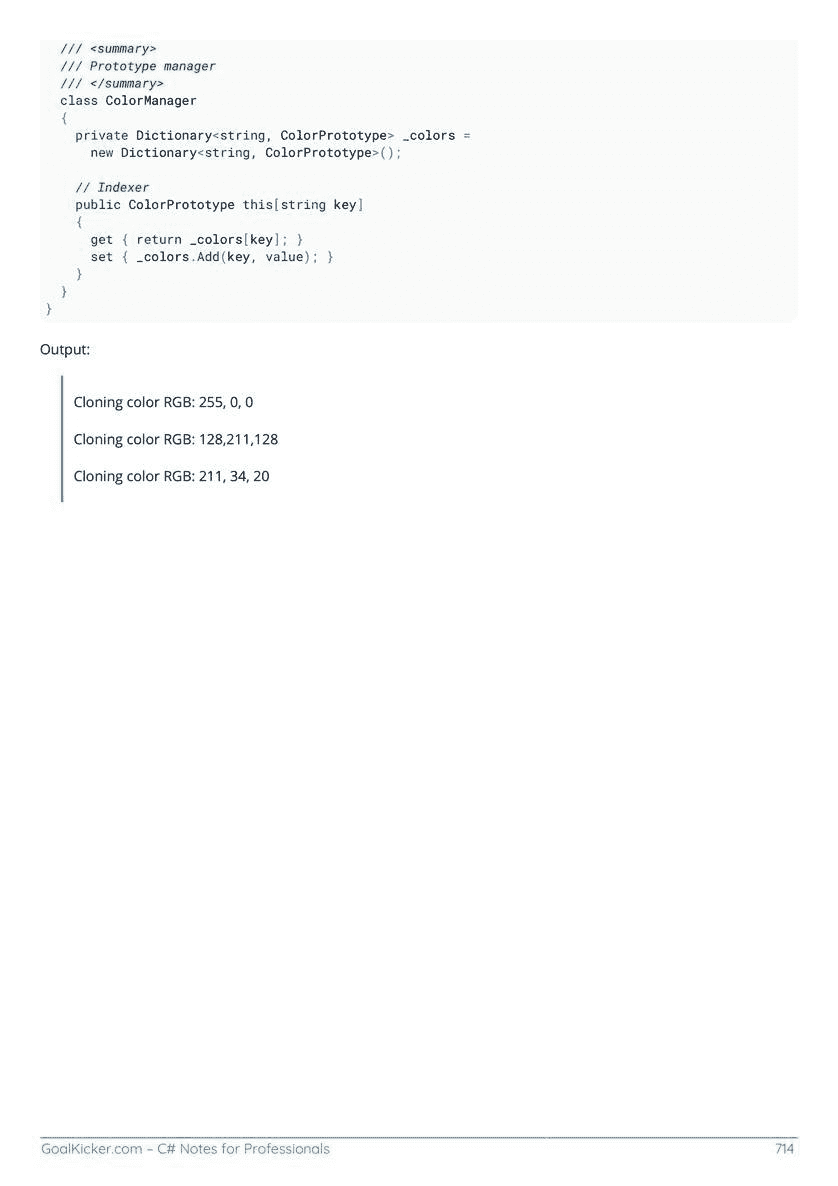 /// <summary>
/// Prototype manager
/// </summary>
class ColorManager
{
private Dictionary<string, ColorPrototype> _colors =
new Dictionary<string, ColorPrototype>();
// Indexer
public ColorPrototype this[string key]
{
get { return _colors[key]; }
set { _colors.Add(key, value); }
}
}
}
Output:
Cloning color RGB: 255, 0, 0
Cloning color RGB: 128,211,128
Cloning color RGB: 211, 34, 20
GoalKicker.com – C# Notes for Professionals 714